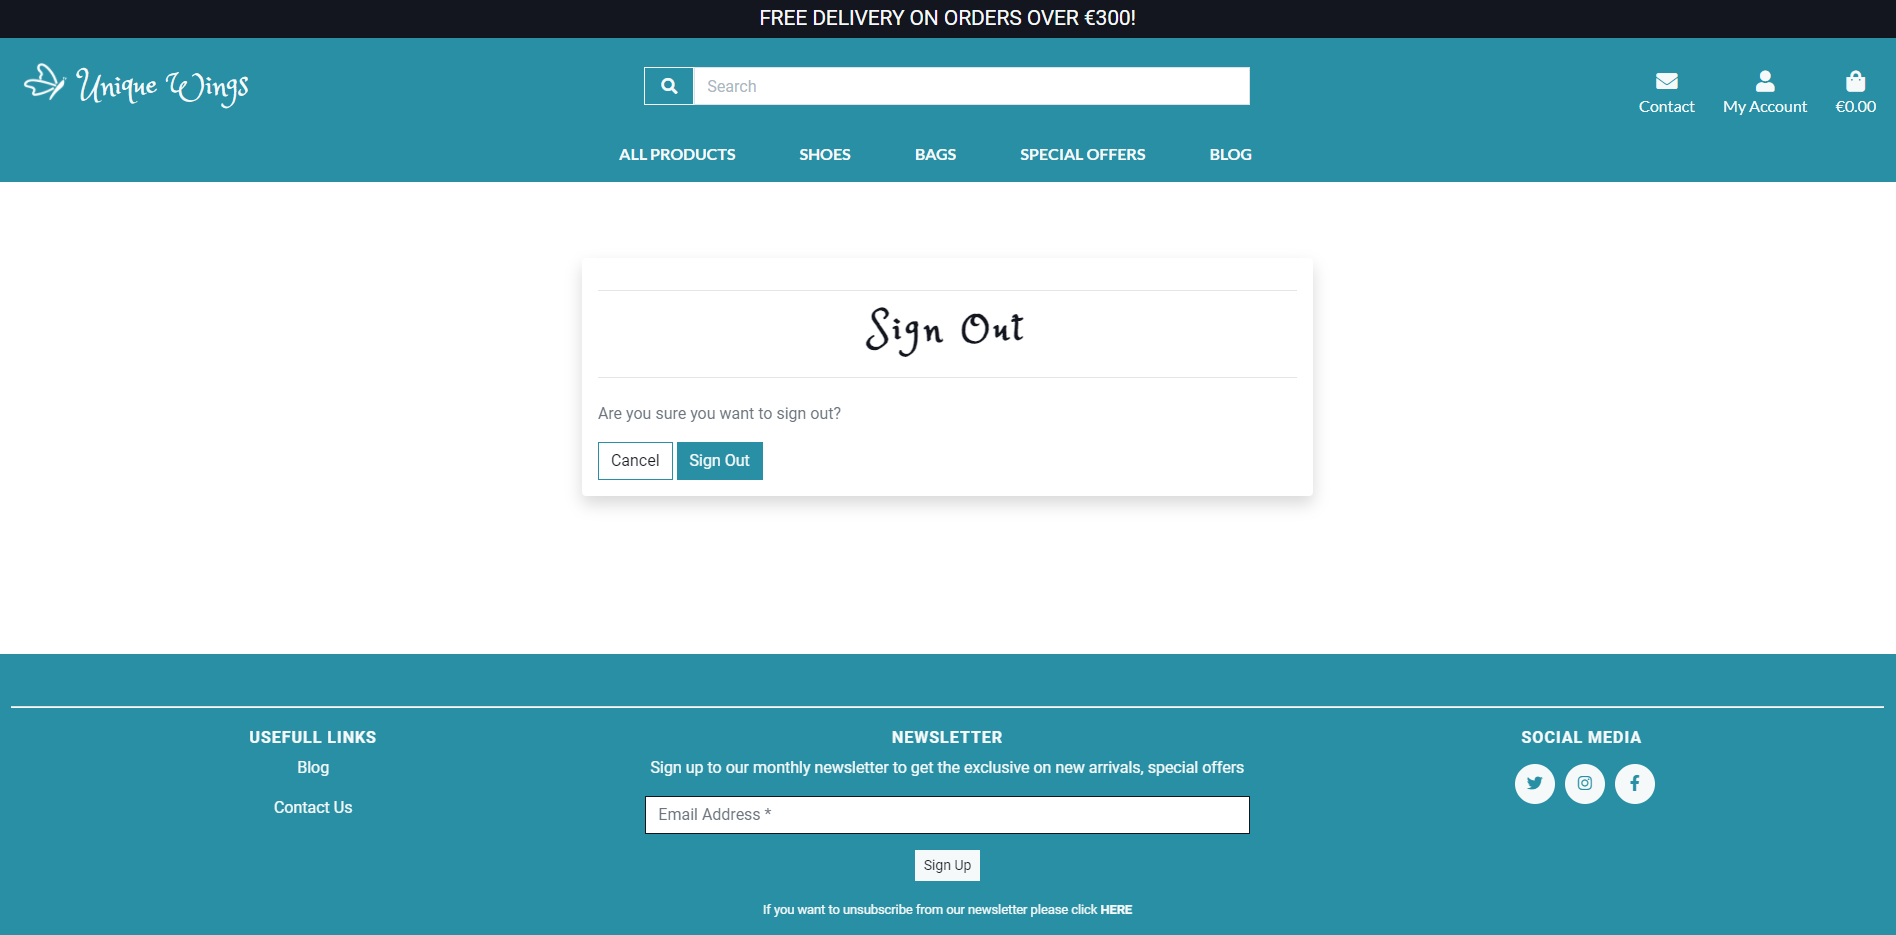 FREE DELIVERY ON ORDERS OVER €300!
Unique Wings
Search
Contact
My Account
€0.00
ALL PRODUCTS
SHOES
BAGS
SPECIAL OFFERS
BLOG
Sign Out
Are you sure you want to sign out?
Cancel
Sign Out
USEFULL LINKS
Blog
Contact Us
NEWSLETTER
Sign up to our monthly newsletter to get the exclusive on new arrivals, special offers
Email Address *
Sign Up
If you want to unsubscribe from our newsletter please click HERE
SOCIAL MEDIA